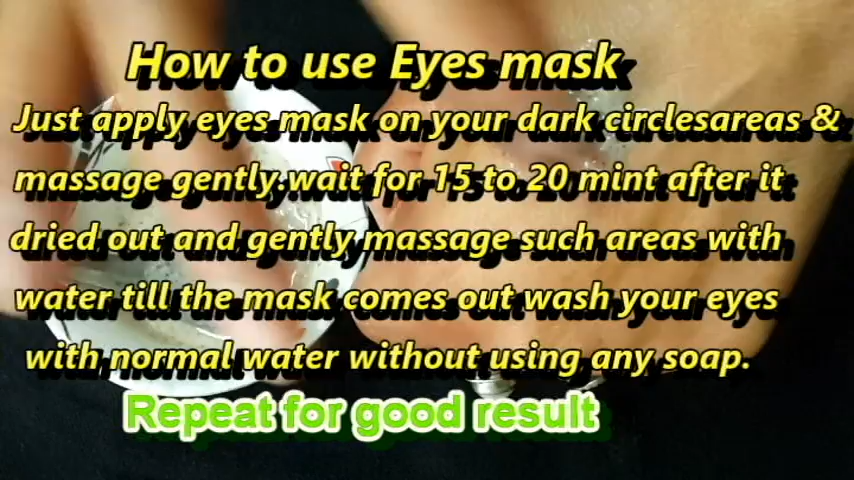 How to use Eyes mask
Just apply eyes mask on your dark circlesareas &
massage gently.wait for 15 to 20 mint after it
dried out and gently massage such areas with
water till the mask comes out wash your eyes
with normal water without using any soap.
Repeat for good result